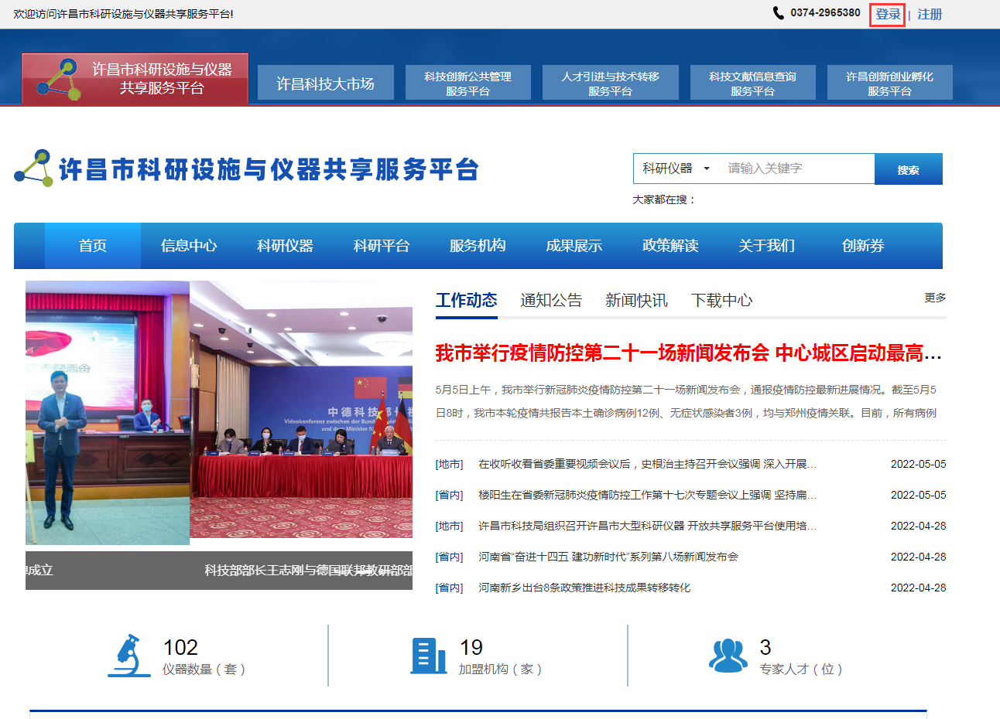 欢迎访问许昌市科研设施与仪器共享服务平台!
0374-2965380
登录 | 注册
许昌市科研设施与仪器
共享服务平台
许昌科技大市场
科技创新公共管理
服务平台
人才引进与技术转移
服务平台
科技文献信息查询
服务平台
许昌创新创业孵化
服务平台
许昌市科研设施与仪器共享服务平台
科研仪器
请输入关键字
搜索
大家都在搜：
首页
信息中心
科研仪器
科研平台
服务机构
成果展示
政策解读
关于我们
创新券
中德科技部长
Videokonferenz zwischen der
成立
科技部部长王志刚与德国联邦教研部部
工作动态
通知公告
新闻快讯
下载中心
更多
我市举行疫情防控第二十一场新闻发布会 中心城区启动最高...
5月5日上午，我市举行新冠肺炎疫情防控第二十一场新闻发布会，通报疫情防控最新进展情况。截至5月5
日8时，我市本轮疫情共报告本土确诊病例12例、无症状感染者3例，均与郑州疫情关联。目前，所有病例
[地市] 在收听收看省委重要视频会议后，史根治主持召开会议强调 深入开展... 2022-05-05
[省内] 楼阳生在省委新冠肺炎疫情防控工作第十七次专题会议上强调 坚持扁... 2022-05-05
[地市] 许昌市科技局组织召开许昌市大型科研仪器 开放共享服务平台使用培... 2022-04-28
[省内] 河南省“奋进十四五 建功新时代”系列第八场新闻发布会 2022-04-28
[省内] 河南新乡出台8条政策推进科技成果转移转化 2022-04-28
102
仪器数量（套）
19
加盟机构（家）
3
专家人才（位）